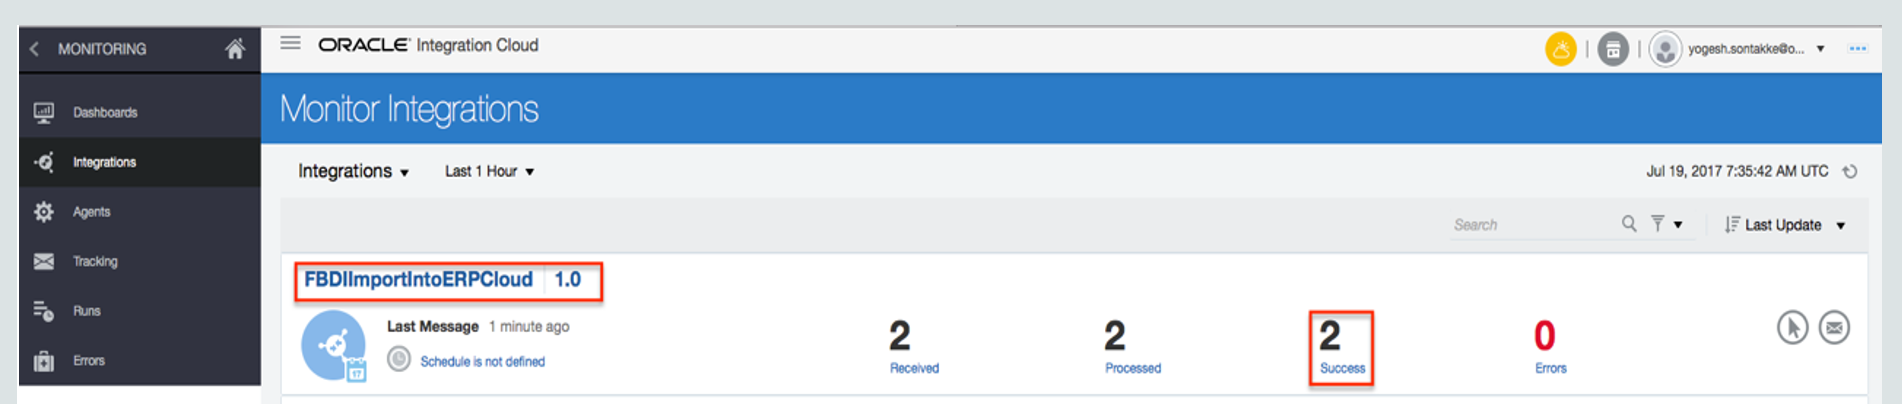 MONITORING
ORACLE Integration Cloud
yogesh.sontakke@o...
Dashboards
Integrations
Agents
Tracking
Runs
Errors
Monitor Integrations
Integrations
Last 1 Hour
Jul 19, 2017 7:35:42 AM UTC
Search
Last Update
FBDIImportIntoERPCloud 1.0
Last Message 1 minute ago
Schedule is not defined
17
2
Received
2
Processed
2
Success
0
Errors